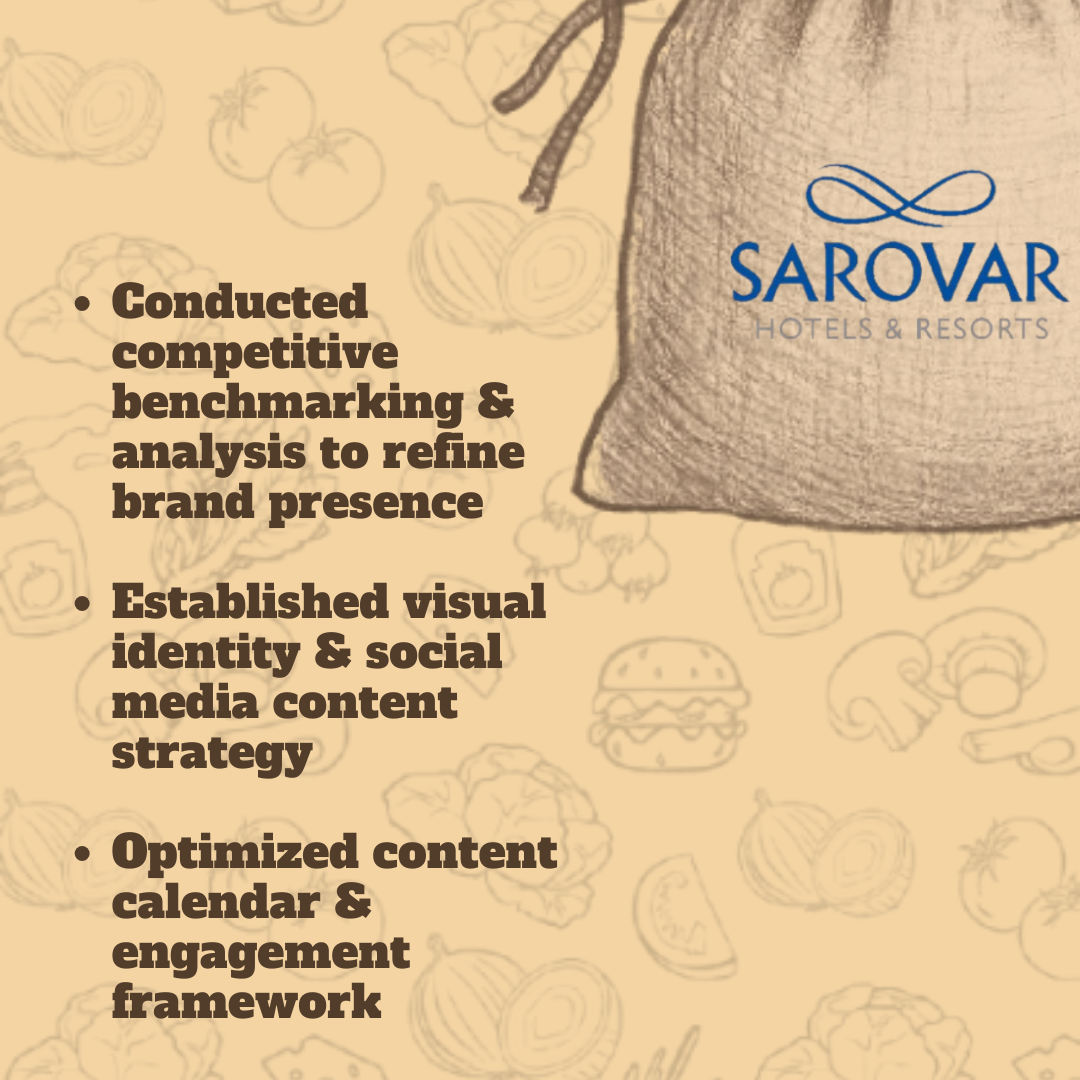 SAROVAR
HOTELS & RESORTS
• Conducted
competitive
benchmarking &
analysis to refine
brand presence
• Established visual
identity & social
media content
strategy
• Optimized content
calendar &
engagement
framework